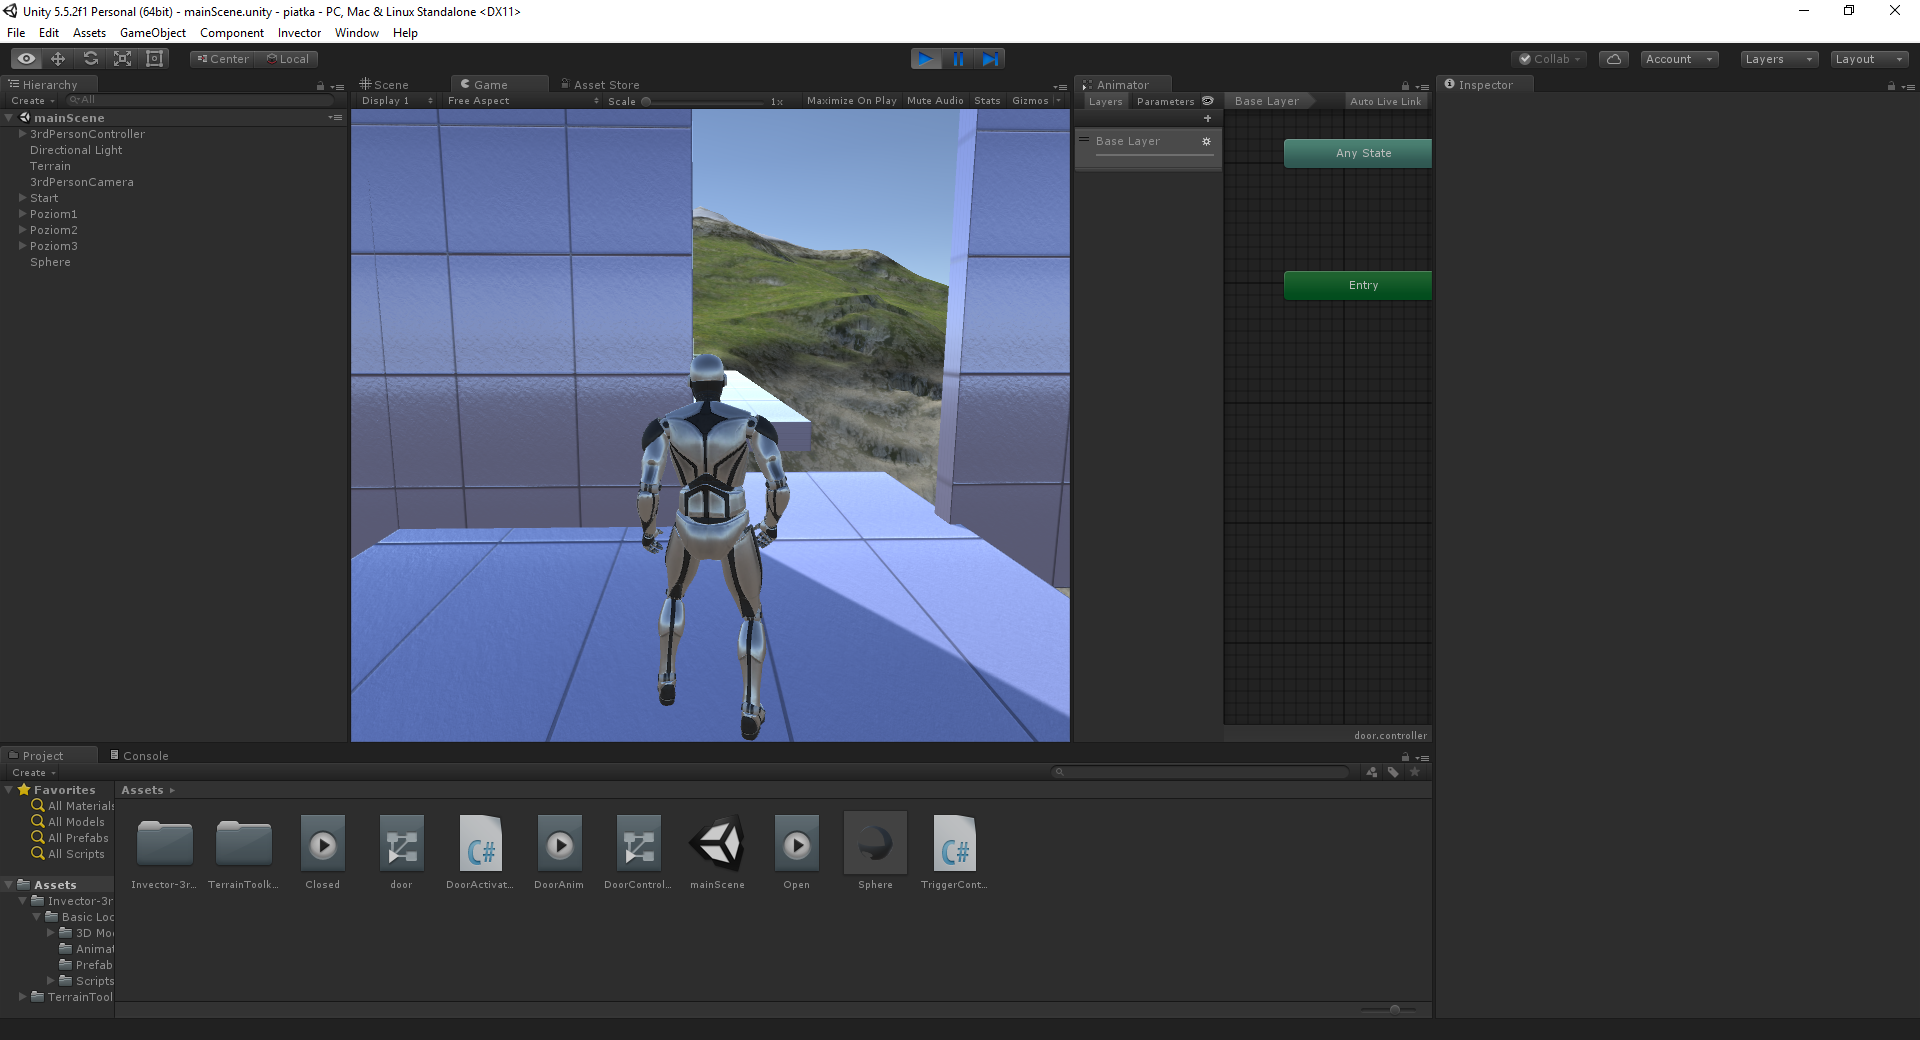 Unity 5.5.2f1 Personal (64bit) - mainScene.unity - piatka - PC, Mac & Linux Standalone <DX11>
File Edit Assets GameObject Component Invector Window Help
Center Local Collab Account Layers Layout
Hierarchy
Create All
mainScene
3rdPersonController
Directional Light
Terrain
3rdPersonCamera
Start
Poziom1
Poziom2
Poziom3
Sphere
Scene Game Asset Store
Display 1 Free Aspect Scale 1x Maximize On Play Mute Audio Stats Gizmos
Animator
Layers Parameters Base Layer Auto Live Link
Base Layer
Any State
Entry
door.controller
Inspector
Project Console
Create
Favorites
All Materials
All Models
All Prefabs
All Scripts
Assets
Invector-3r
Basic Loc
3D Mo
Animat
Prefab
Scripts
TerrainTool
Assets
Invector-3r... TerrainToolk... Closed door DoorActivat... DoorAnim DoorControl... mainScene Open Sphere TriggerCont...
C# C#